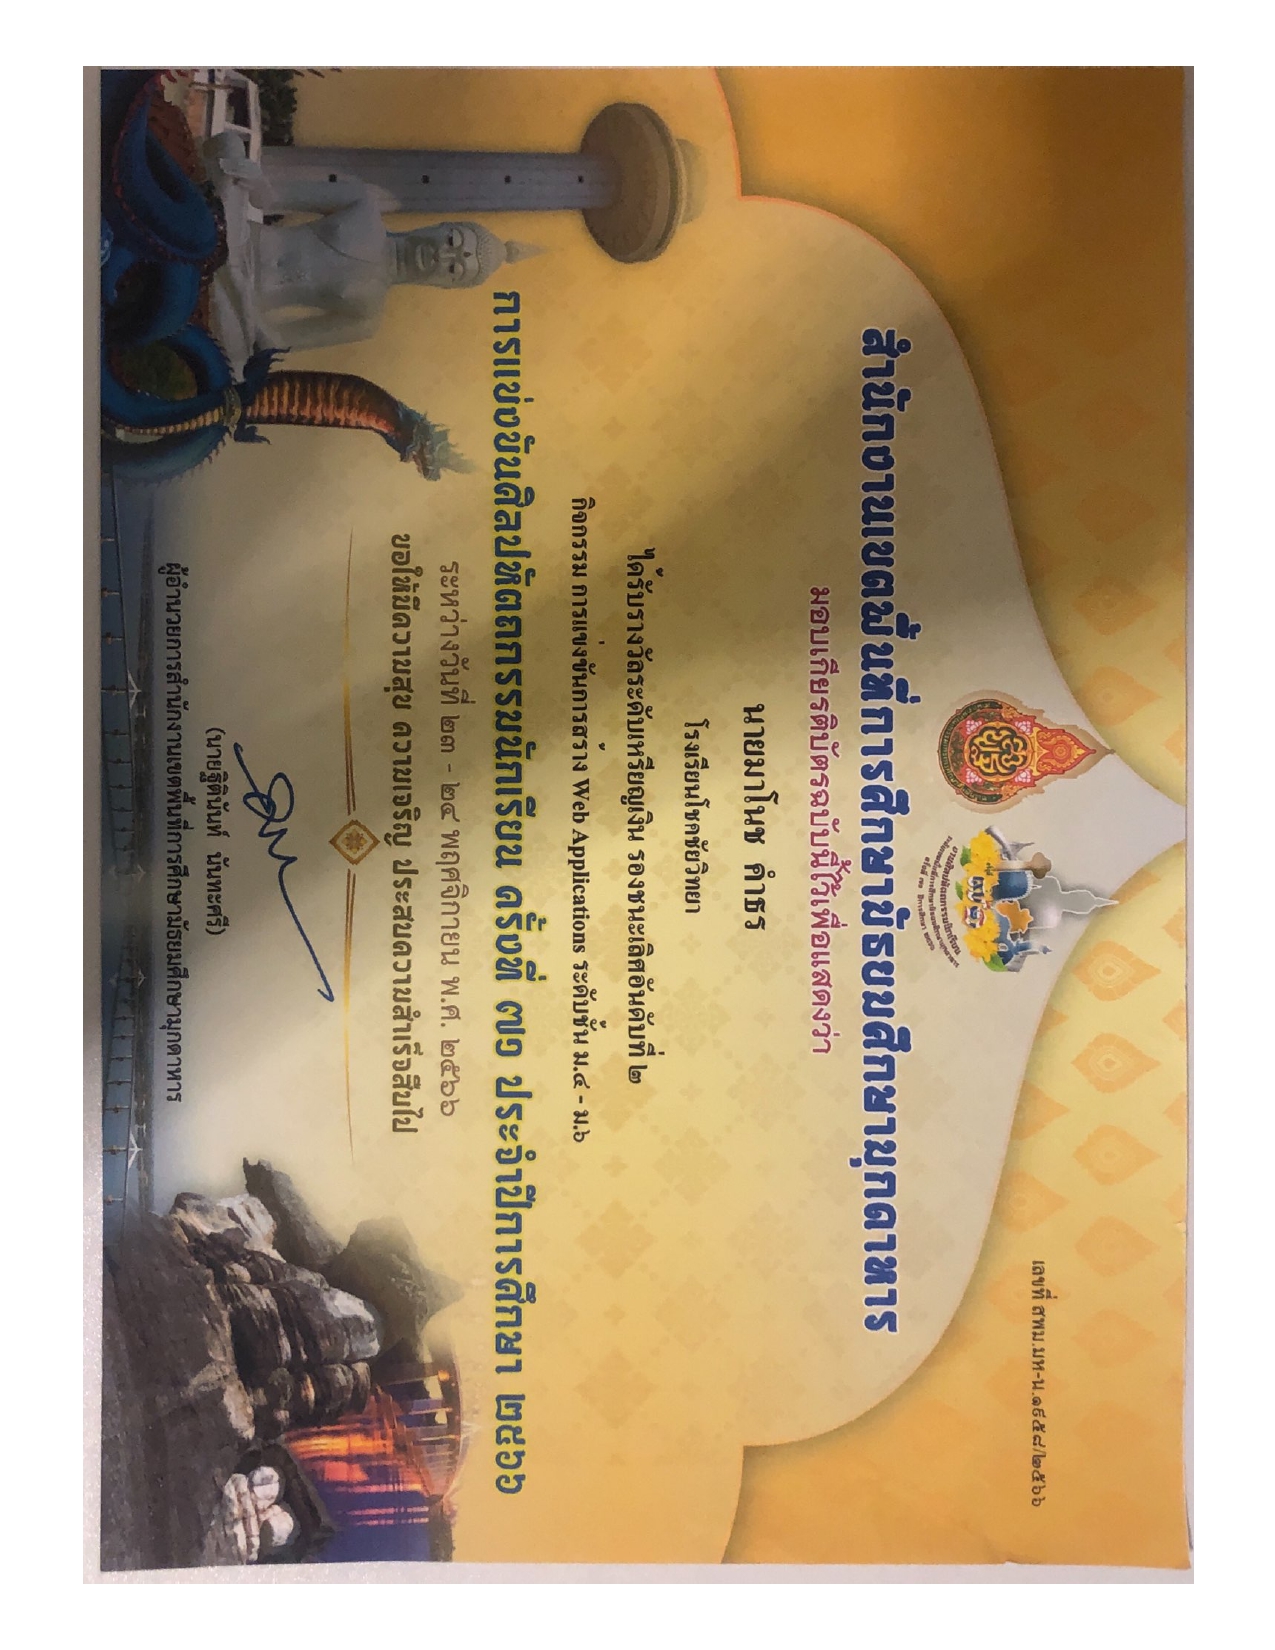 เลขที่ สพม.มห-น.๑๕๕๘/๒๕๖๖
สำนักงานเขตพื้นที่การศึกษามัธยมศึกษามุกดาหาร
มอบเกียรติบัตรฉบับนี้ไว้เพื่อแสดงว่า
นายมาโนช คำธร
โรงเรียนโชคชัยวิทยา
ได้รับรางวัลระดับเหรียญเงิน รองชนะเลิศอันดับที่ ๒
กิจกรรม การแข่งขันการสร้าง Web Applications ระดับชั้น ม.๔ - ม.๖
การแข่งขันศิลปหัตถกรรมนักเรียน ครั้งที่ ๗๑ ประจำปีการศึกษา ๒๕๖๖
ระหว่างวันที่ ๒๓ - ๒๔ พฤศจิกายน พ.ศ. ๒๕๖๖
ขอให้มีความสุข ความเจริญ ประสบความสำเร็จสืบไป
(นายฐิตินันท์ นันทะศรี)
ผู้อำนวยการสำนักงานเขตพื้นที่การศึกษามัธยมศึกษามุกดาหาร